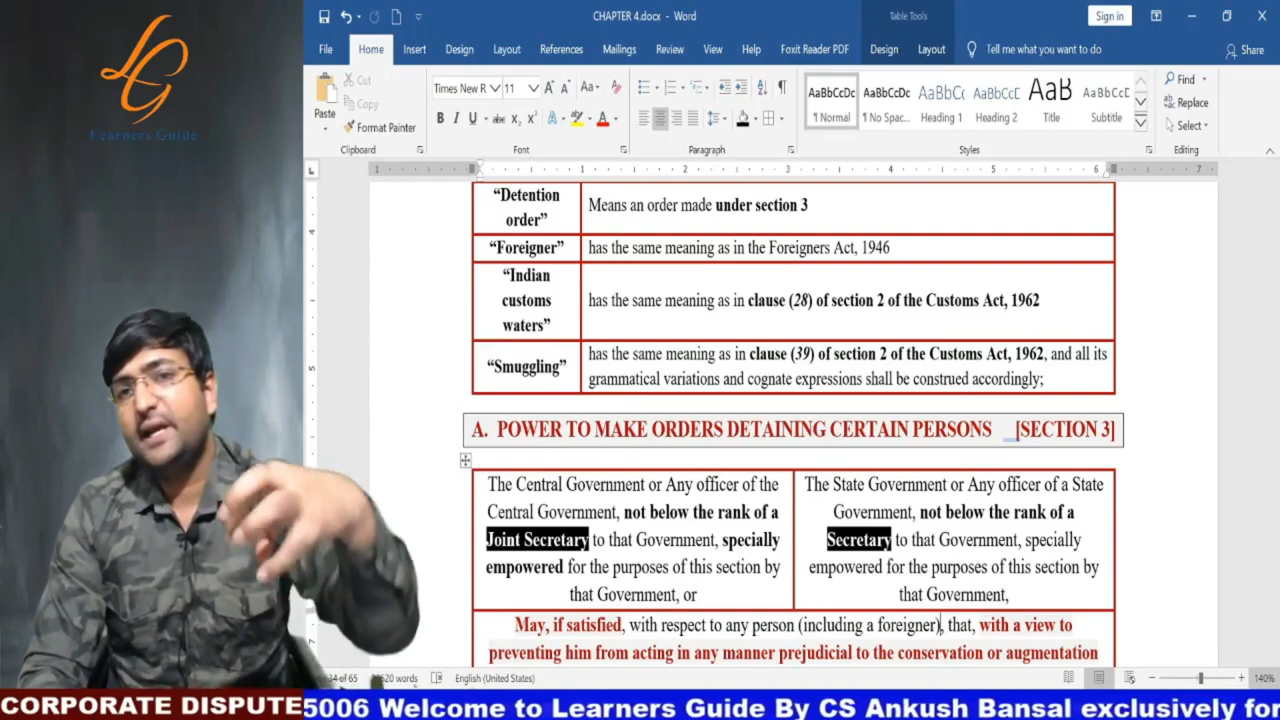 CHAPTER 4.docx - Word
Table Tools
Sign in
File
Home
Insert
Design
Layout
References
Mailings
Review
View
Help
Foxit Reader PDF
Design
Layout
Tell me what you want to do
Share
Paste
Cut
Copy
Format Painter
Clipboard
Times New R
11
Font
Paragraph
AaBbCcDc
¶ Normal
AaBbCcDc
¶ No Spac...
AaBbCc
Heading 1
AaBbCcE
Heading 2
AaB
Title
AaBbCcD
Subtitle
Styles
Find
Replace
Select
Editing
LG
Learners Guide
“Detention
order”
Means an order made under section 3
“Foreigner”
has the same meaning as in the Foreigners Act, 1946
“Indian
customs
waters”
has the same meaning as in clause (28) of section 2 of the Customs Act, 1962
“Smuggling”
has the same meaning as in clause (39) of section 2 of the Customs Act, 1962, and all its
grammatical variations and cognate expressions shall be construed accordingly;
A. POWER TO MAKE ORDERS DETAINING CERTAIN PERSONS [SECTION 3]
The Central Government or Any officer of the
Central Government, not below the rank of a
Joint Secretary to that Government, specially
empowered for the purposes of this section by
that Government, or
The State Government or Any officer of a State
Government, not below the rank of a
Secretary to that Government, specially
empowered for the purposes of this section by
that Government,
May, if satisfied, with respect to any person (including a foreigner), that, with a view to
preventing him from acting in any manner prejudicial to the conservation or augmentation
of 65
words
English (United States)
140%
CORPORATE DISPUTE
5006 Welcome to Learners Guide By CS Ankush Bansal exclusively for